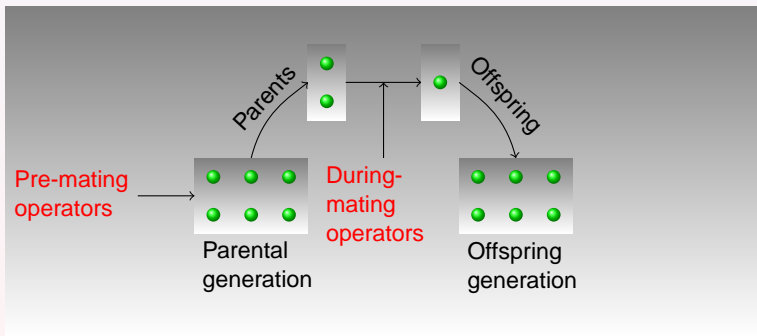 Parents
Offspring
Pre-mating
operators
During-
mating
operators
Parental
generation
Offspring
generation